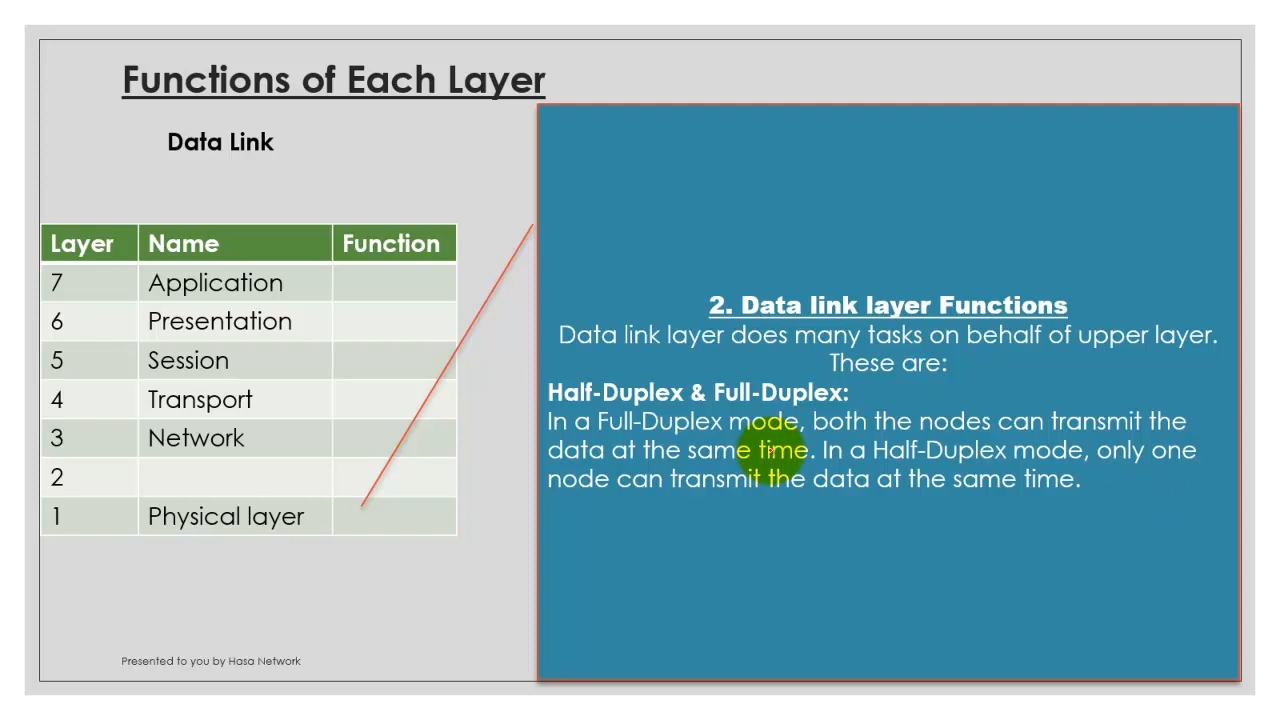 Functions of Each Layer
Data Link
Layer Name Function
7 Application
6 Presentation
5 Session
4 Transport
3 Network
2
1 Physical layer
2. Data link layer Functions
Data link layer does many tasks on behalf of upper layer.
These are:
Half-Duplex & Full-Duplex:
In a Full-Duplex mode, both the nodes can transmit the
data at the same time. In a Half-Duplex mode, only one
node can transmit the data at the same time.
Presented to you by Hasa Network